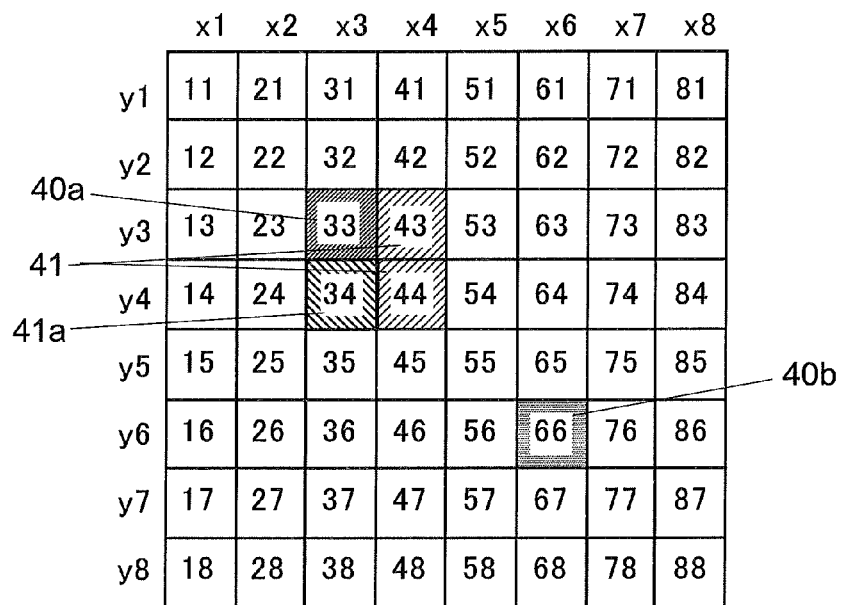 x1 x2 x3 x4 x5 x6 x7 x8
y1 11 21 31 41 51 61 71 81
y2 12 22 32 42 52 62 72 82
40a
y3 13 23 33 43 53 63 73 83
41
y4 14 24 34 44 54 64 74 84
41a
y5 15 25 35 45 55 65 75 85
40b
y6 16 26 36 46 56 66 76 86
y7 17 27 37 47 57 67 77 87
y8 18 28 38 48 58 68 78 88